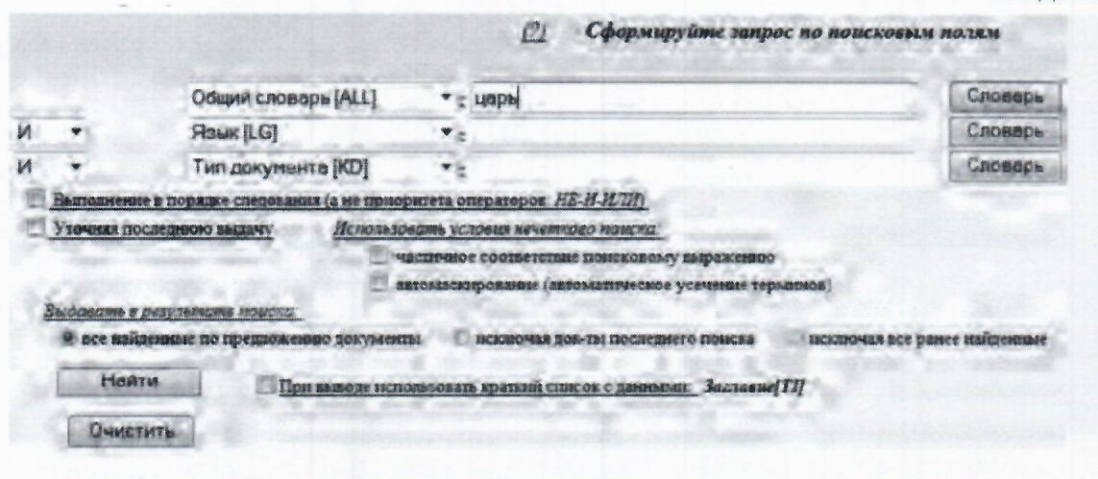 [?] Сформируйте запрос по поисковым полям
Общий словарь [ALL] : царь Словарь
И Язык [LG] : Словарь
И Тип документа [KD] : Словарь
Выполнение в порядке следования (а не приоритета операторов НЕ-И-ИЛИ)
Уточняя последнюю выдачу Использовать условия нечеткого поиска:
частичное соответствие поисковому выражению
автомаскирование (автоматическое усечение терминов)
Выдавать в результате поиска:
все найденные по предложению документы исключая док-ты последнего поиска исключая все ранее найденные
Найти При выводе использовать краткий список с данными: Заглавие[TI]
Очистить